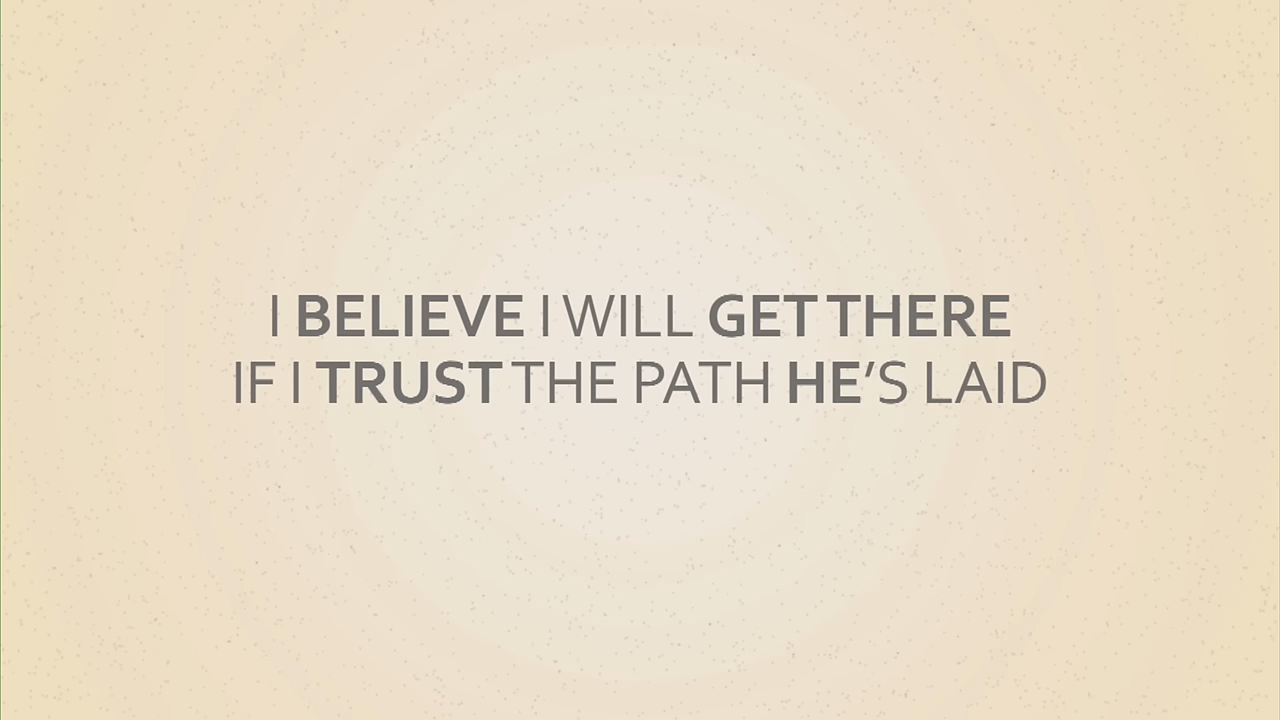 I BELIEVE I WILL GET THERE
IF I TRUST THE PATH HE’S LAID